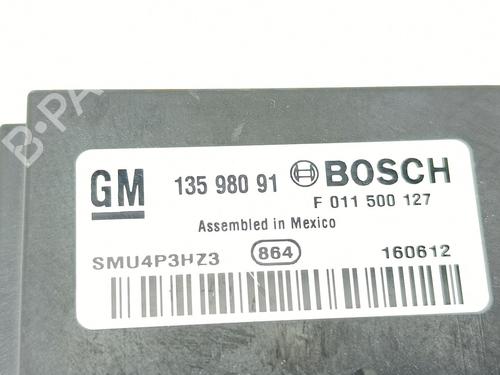 B-PA
GM 135 980 91 BOSCH
F 011 500 127
Assembled in Mexico
SMU4P3HZ3 864 160612